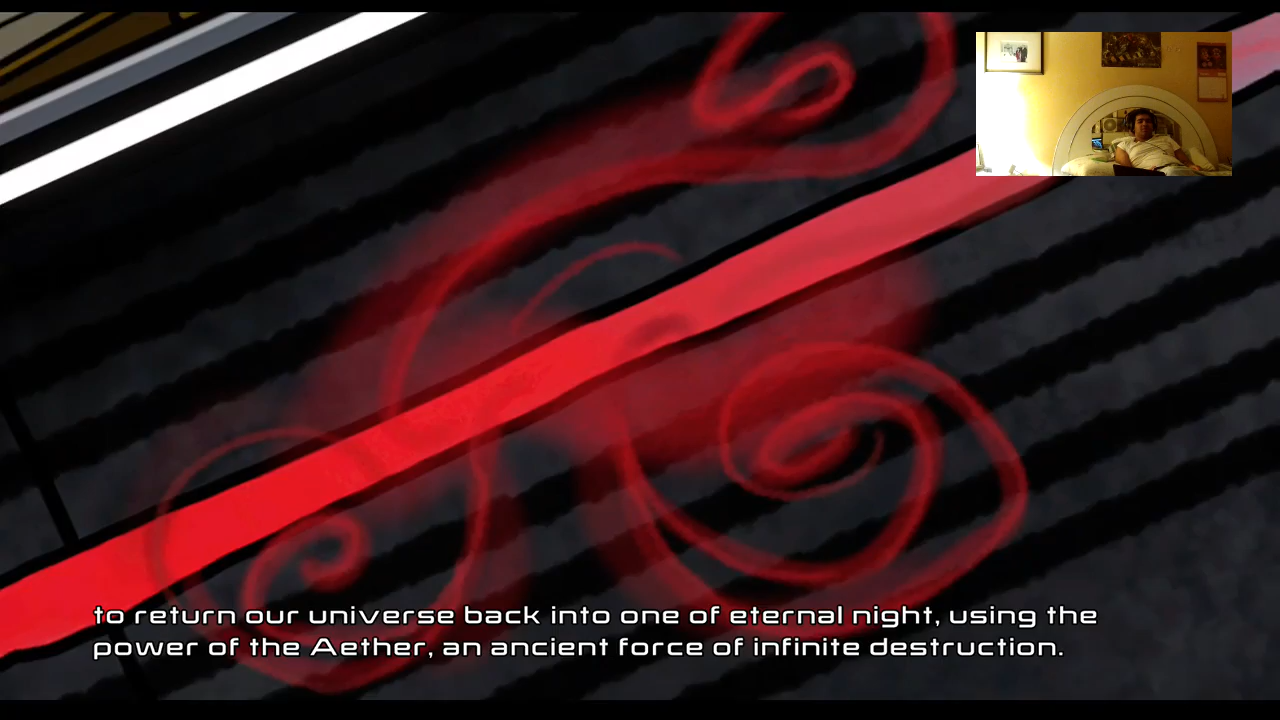 to return our universe back into one of eternal night, using the
power of the Aether, an ancient force of infinite destruction.